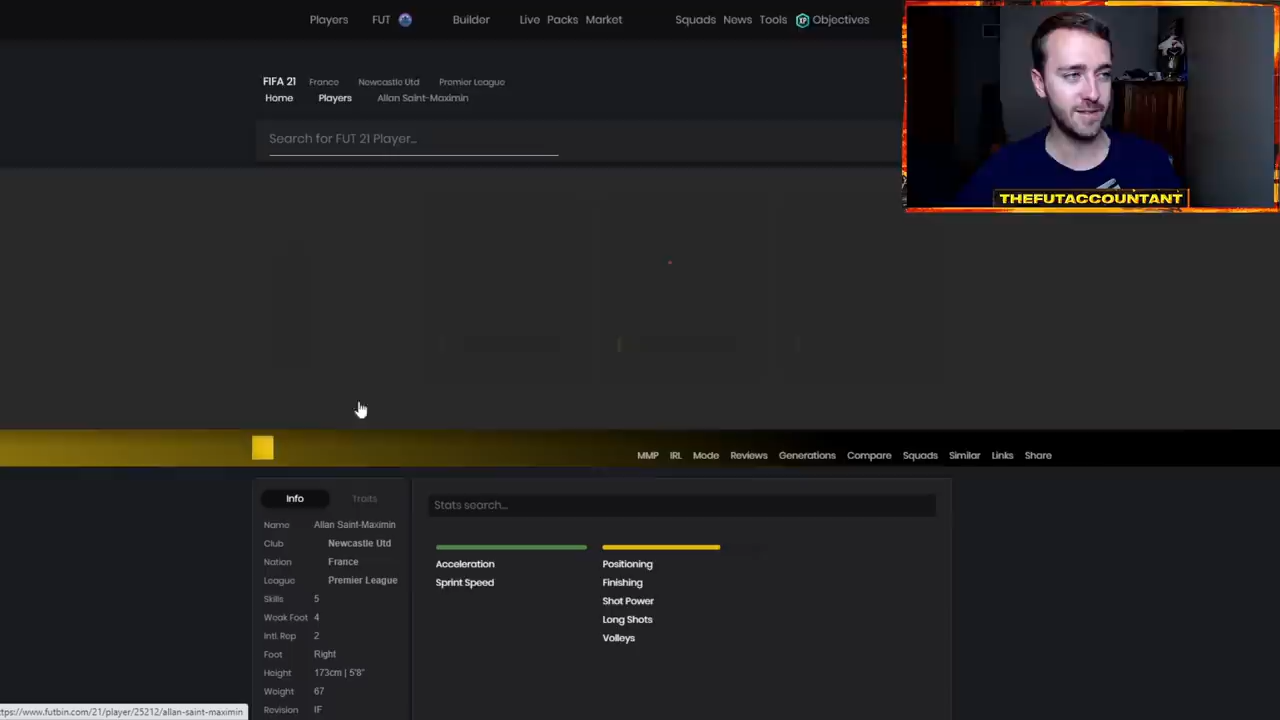 Players FUT Builder Live Packs Market Squads News Tools XP Objectives
FIFA 21 France Newcastle Utd Premier League
Home Players Allan Saint-Maximin
Search for FUT 21 Player...
THEFUTACCOUNTANT
MMP IRL Mode Reviews Generations Compare Squads Similar Links Share
Info Traits
Stats search...
Name Allan Saint-Maximin
Club Newcastle Utd
Nation France
League Premier League
Skills 5
Weak Foot 4
Intl. Rep 2
Foot Right
Height 173cm | 5'8"
Weight 67
Revision IF
Acceleration
Sprint Speed
Positioning
Finishing
Shot Power
Long Shots
Volleys
ttps://www.futbin.com/21/player/25212/allan-saint-maximin